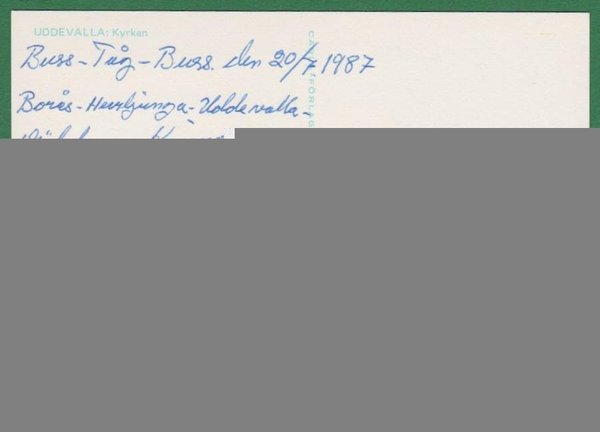 UDDEVALLA: Kyrkan
Buss - Tåg - Buss. den 20/7 1987
Borås - Herrljunga - Uddevalla -